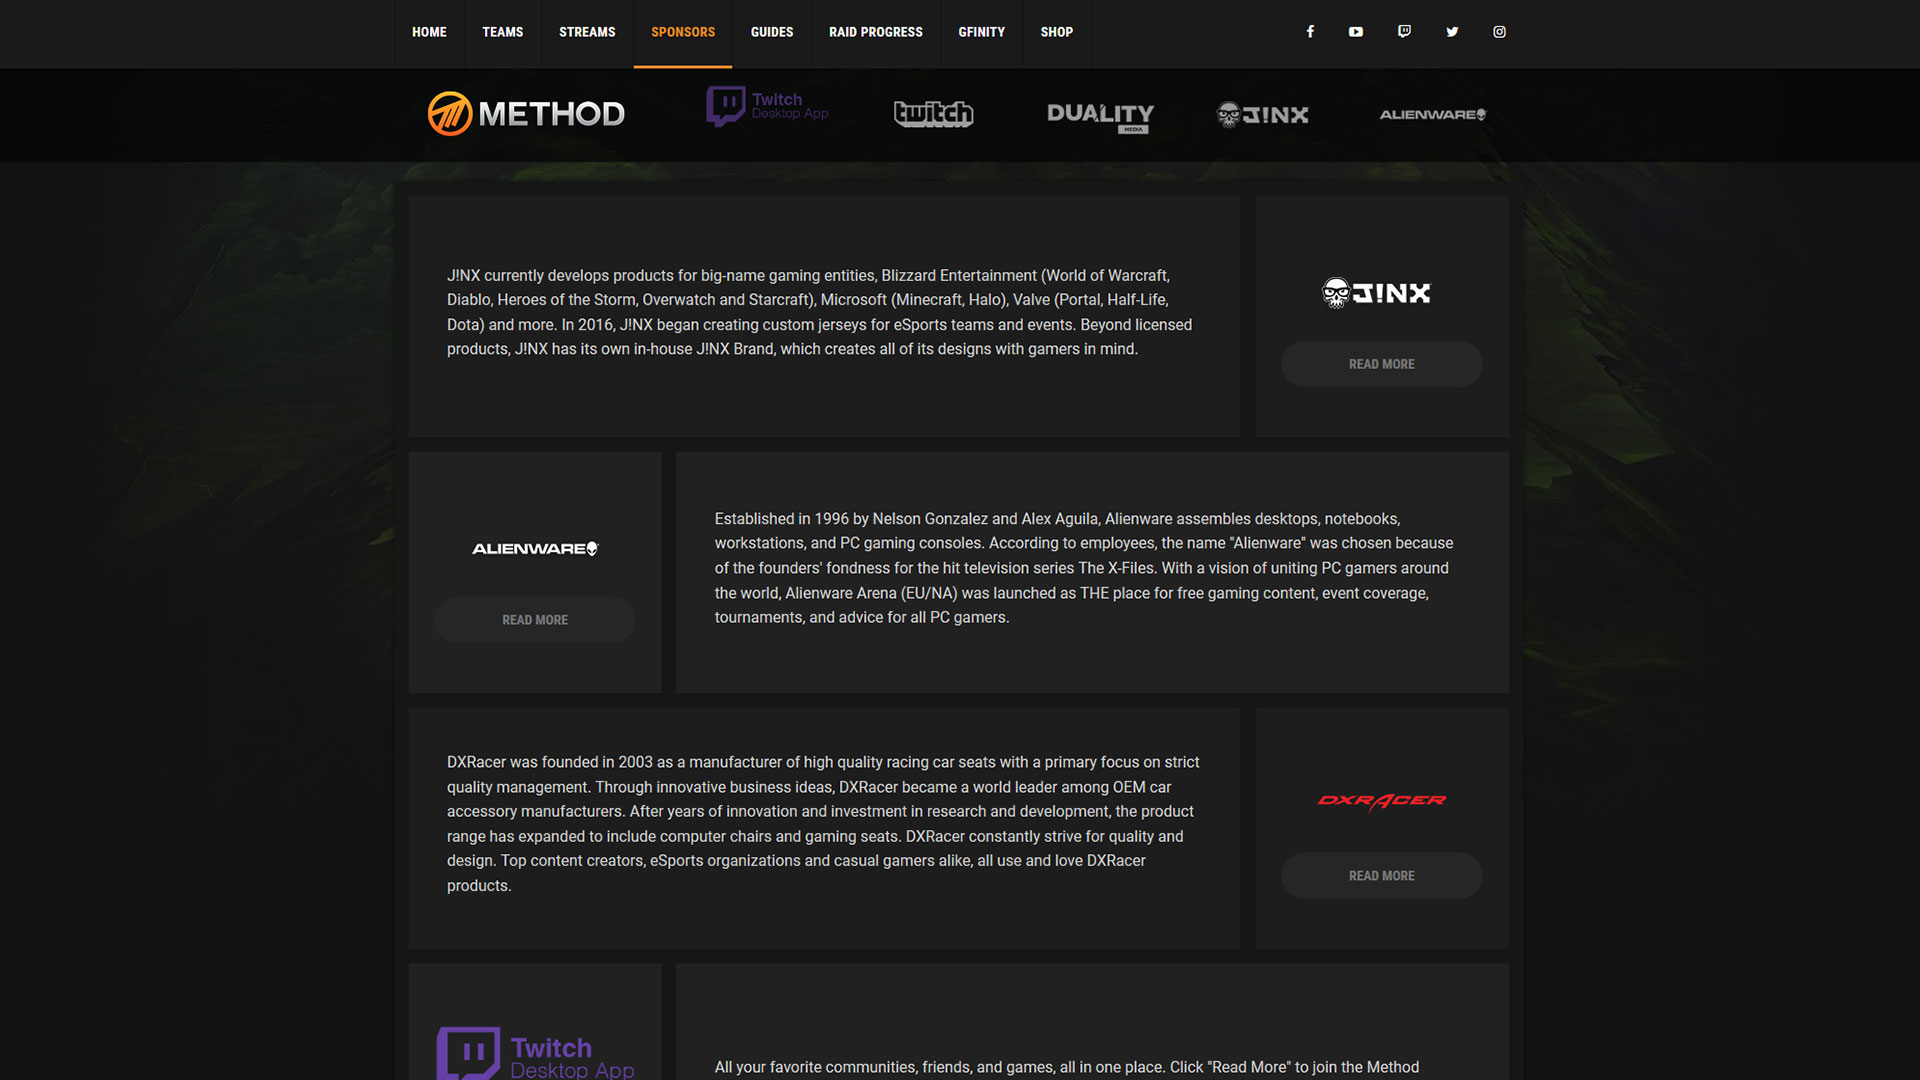 HOME TEAMS STREAMS SPONSORS GUIDES RAID PROGRESS GFINITY SHOP
METHOD
Twitch
Desktop App
twitch
DUALITY
MEDIA
J!NX
ALIENWARE
J!NX currently develops products for big-name gaming entities, Blizzard Entertainment (World of Warcraft,
Diablo, Heroes of the Storm, Overwatch and Starcraft), Microsoft (Minecraft, Halo), Valve (Portal, Half-Life,
Dota) and more. In 2016, J!NX began creating custom jerseys for eSports teams and events. Beyond licensed
products, J!NX has its own in-house J!NX Brand, which creates all of its designs with gamers in mind.
J!NX
READ MORE
ALIENWARE
READ MORE
Established in 1996 by Nelson Gonzalez and Alex Aguila, Alienware assembles desktops, notebooks,
workstations, and PC gaming consoles. According to employees, the name "Alienware" was chosen because
of the founders' fondness for the hit television series The X-Files. With a vision of uniting PC gamers around
the world, Alienware Arena (EU/NA) was launched as THE place for free gaming content, event coverage,
tournaments, and advice for all PC gamers.
DXRacer was founded in 2003 as a manufacturer of high quality racing car seats with a primary focus on strict
quality management. Through innovative business ideas, DXRacer became a world leader among OEM car
accessory manufacturers. After years of innovation and investment in research and development, the product
range has expanded to include computer chairs and gaming seats. DXRacer constantly strive for quality and
design. Top content creators, eSports organizations and casual gamers alike, all use and love DXRacer
products.
DXRACER
READ MORE
Twitch
Desktop App
All your favorite communities, friends, and games, all in one place. Click "Read More" to join the Method